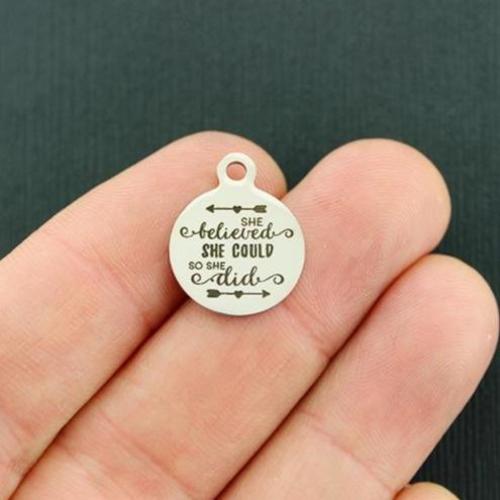 SHE
believed
SHE COULD
SO SHE
did